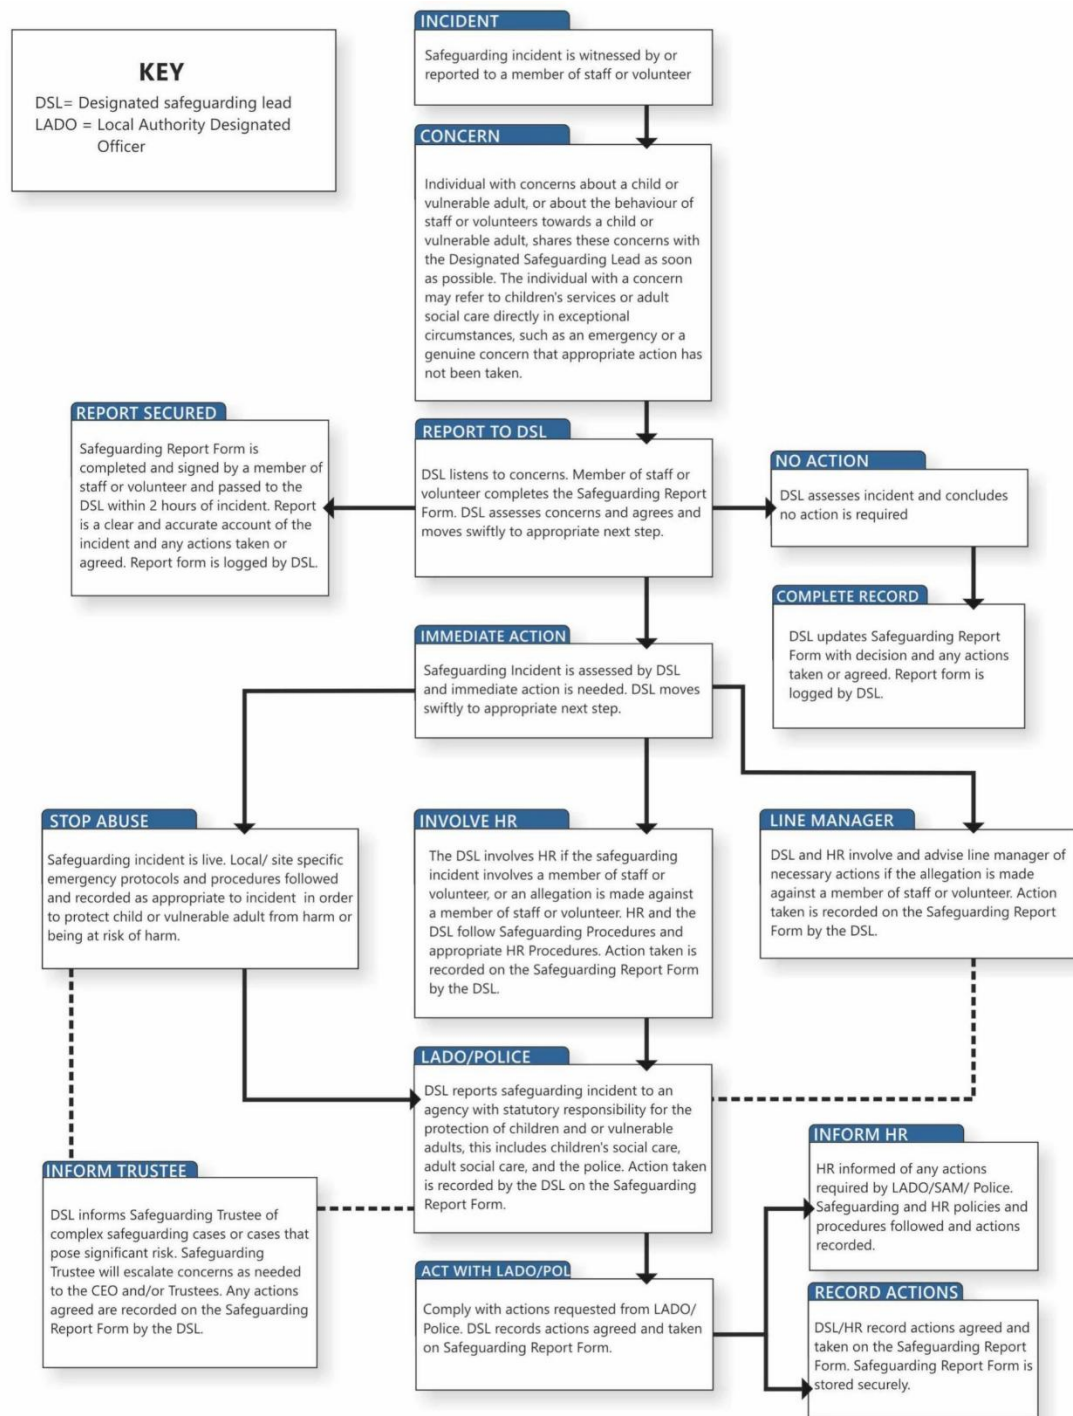 KEY
DSL= Designated safeguarding lead
LADO = Local Authority Designated
Officer
INCIDENT
Safeguarding incident is witnessed by or
reported to a member of staff or volunteer
CONCERN
Individual with concerns about a child or
vulnerable adult, or about the behaviour of
staff or volunteers towards a child or
vulnerable adult, shares these concerns with
the Designated Safeguarding Lead as soon
as possible. The individual with a concern
may refer to children's services or adult
social care directly in exceptional
circumstances, such as an emergency or a
genuine concern that appropriate action has
not been taken.
REPORT SECURED
Safeguarding Report Form is
completed and signed by a member of
staff or volunteer and passed to the
DSL within 2 hours of incident. Report
is a clear and accurate account of the
incident and any actions taken or
agreed. Report form is logged by DSL.
REPORT TO DSL
DSL listens to concerns. Member of staff or
volunteer completes the Safeguarding Report
Form. DSL assesses concerns and agrees and
moves swiftly to appropriate next step.
NO ACTION
DSL assesses incident and concludes
no action is required
COMPLETE RECORD
DSL updates Safeguarding Report
Form with decision and any actions
taken or agreed. Report form is
logged by DSL.
IMMEDIATE ACTION
Safeguarding Incident is assessed by DSL
and immediate action is needed. DSL moves
swiftly to appropriate next step.
STOP ABUSE
Safeguarding incident is live. Local/ site specific
emergency protocols and procedures followed
and recorded as appropriate to incident in order
to protect child or vulnerable adult from harm or
being at risk of harm.
INVOLVE HR
The DSL involves HR if the safeguarding
incident involves a member of staff or
volunteer, or an allegation is made against
a member of staff or volunteer. HR and the
DSL follow Safeguarding Procedures and
appropriate HR Procedures. Action taken is
recorded on the Safeguarding Report Form
by the DSL.
LINE MANAGER
DSL and HR involve and advise line manager of
necessary actions if the allegation is made
against a member of staff or volunteer. Action
taken is recorded on the Safeguarding Report
Form by the DSL.
LADO/POLICE
DSL reports safeguarding incident to an
agency with statutory responsibility for the
protection of children and or vulnerable
adults, this includes children's social care,
adult social care, and the police. Action taken
is recorded by the DSL on the Safeguarding
Report Form.
INFORM TRUSTEE
DSL informs Safeguarding Trustee of
complex safeguarding cases or cases that
pose significant risk. Safeguarding
Trustee will escalate concerns as needed
to the CEO and/or Trustees. Any actions
agreed are recorded on the Safeguarding
Report Form by the DSL.
ACT WITH LADO/POL
Comply with actions requested from LADO/
Police. DSL records actions agreed and taken
on Safeguarding Report Form.
INFORM HR
HR informed of any actions
required by LADO/SAM/ Police.
Safeguarding and HR policies and
procedures followed and actions
recorded.
RECORD ACTIONS
DSL/HR record actions agreed and
taken on the Safeguarding Report
Form. Safeguarding Report Form is
stored securely.